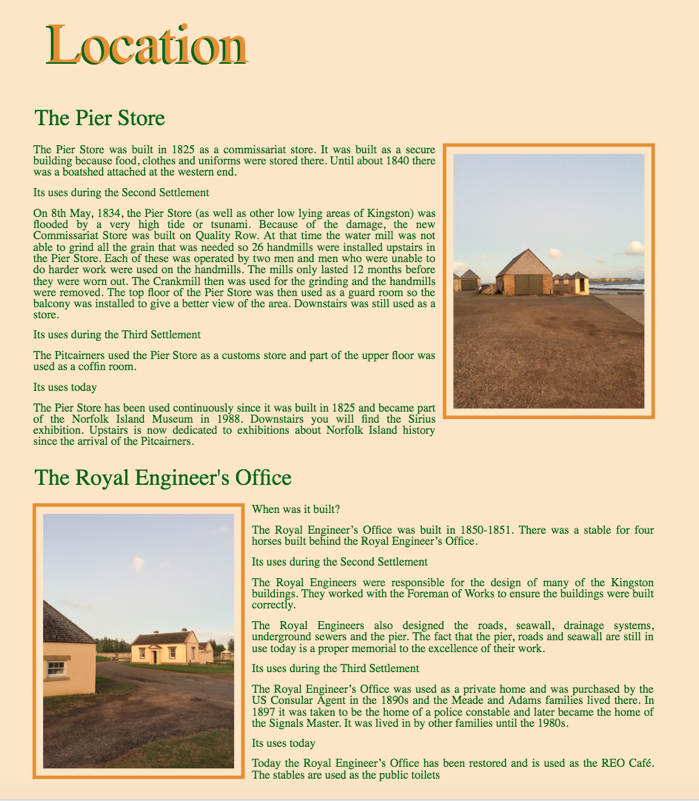 Location
The Pier Store
The Pier Store was built in 1825 as a commissariat store. It was built as a secure
building because food, clothes and uniforms were stored there. Until about 1840 there
was a boatshed attached at the western end.
Its uses during the Second Settlement
On 8th May, 1834, the Pier Store (as well as other low lying areas of Kingston) was
flooded by a very high tide or tsunami. Because of the damage, the new
Commissariat Store was built on Quality Row. At that time the water mill was not
able to grind all the grain that was needed so 26 handmills were installed upstairs in
the Pier Store. Each of these was operated by two men and men who were unable to
do harder work were used on the handmills. The mills only lasted 12 months before
they were worn out. The Crankmill then was used for the grinding and the handmills
were removed. The top floor of the Pier Store was then used as a guard room so the
balcony was installed to give a better view of the area. Downstairs was still used as a
store.
Its uses during the Third Settlement
The Pitcairners used the Pier Store as a customs store and part of the upper floor was
used as a coffin room.
Its uses today
The Pier Store has been used continuously since it was built in 1825 and became part
of the Norfolk Island Museum in 1988. Downstairs you will find the Sirius
exhibition. Upstairs is now dedicated to exhibitions about Norfolk Island history
since the arrival of the Pitcairners.
The Royal Engineer's Office
When was it built?
The Royal Engineer’s Office was built in 1850-1851. There was a stable for four
horses built behind the Royal Engineer’s Office.
Its uses during the Second Settlement
The Royal Engineers were responsible for the design of many of the Kingston
buildings. They worked with the Foreman of Works to ensure the buildings were built
correctly.
The Royal Engineers also designed the roads, seawall, drainage systems,
underground sewers and the pier. The fact that the pier, roads and seawall are still in
use today is a proper memorial to the excellence of their work.
Its uses during the Third Settlement
The Royal Engineer’s Office was used as a private home and was purchased by the
US Consular Agent in the 1890s and the Meade and Adams families lived there. In
1897 it was taken to be the home of a police constable and later became the home of
the Signals Master. It was lived in by other families until the 1980s.
Its uses today
Today the Royal Engineer’s Office has been restored and is used as the REO Café.
The stables are used as the public toilets